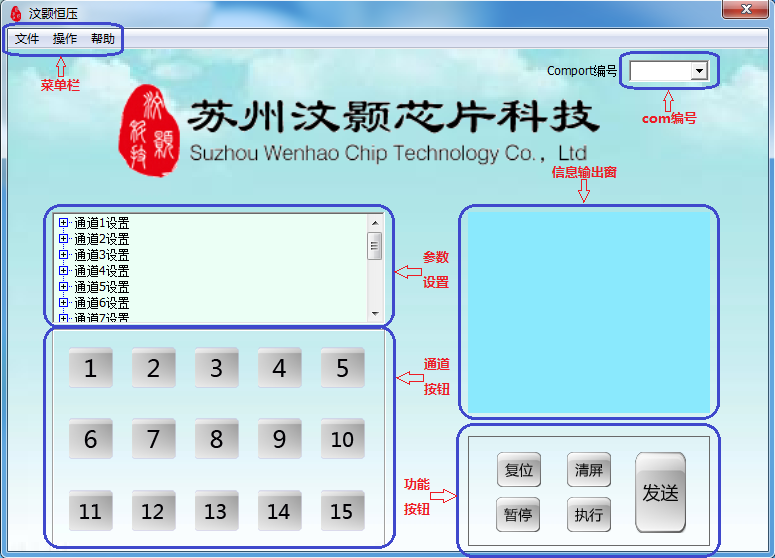 汶颢恒压
文件 操作 帮助
菜单栏
Comport编号
com编号
汶颢科技
苏州汶颢芯片科技
Suzhou Wenhao Chip Technology Co., Ltd
信息输出窗
通道1设置
通道2设置
通道3设置
通道4设置
通道5设置
通道6设置
通道7设置
参数
设置
1 2 3 4 5
6 7 8 9 10
11 12 13 14 15
通道
按钮
功能
按钮
复位 清屏
发送
暂停 执行